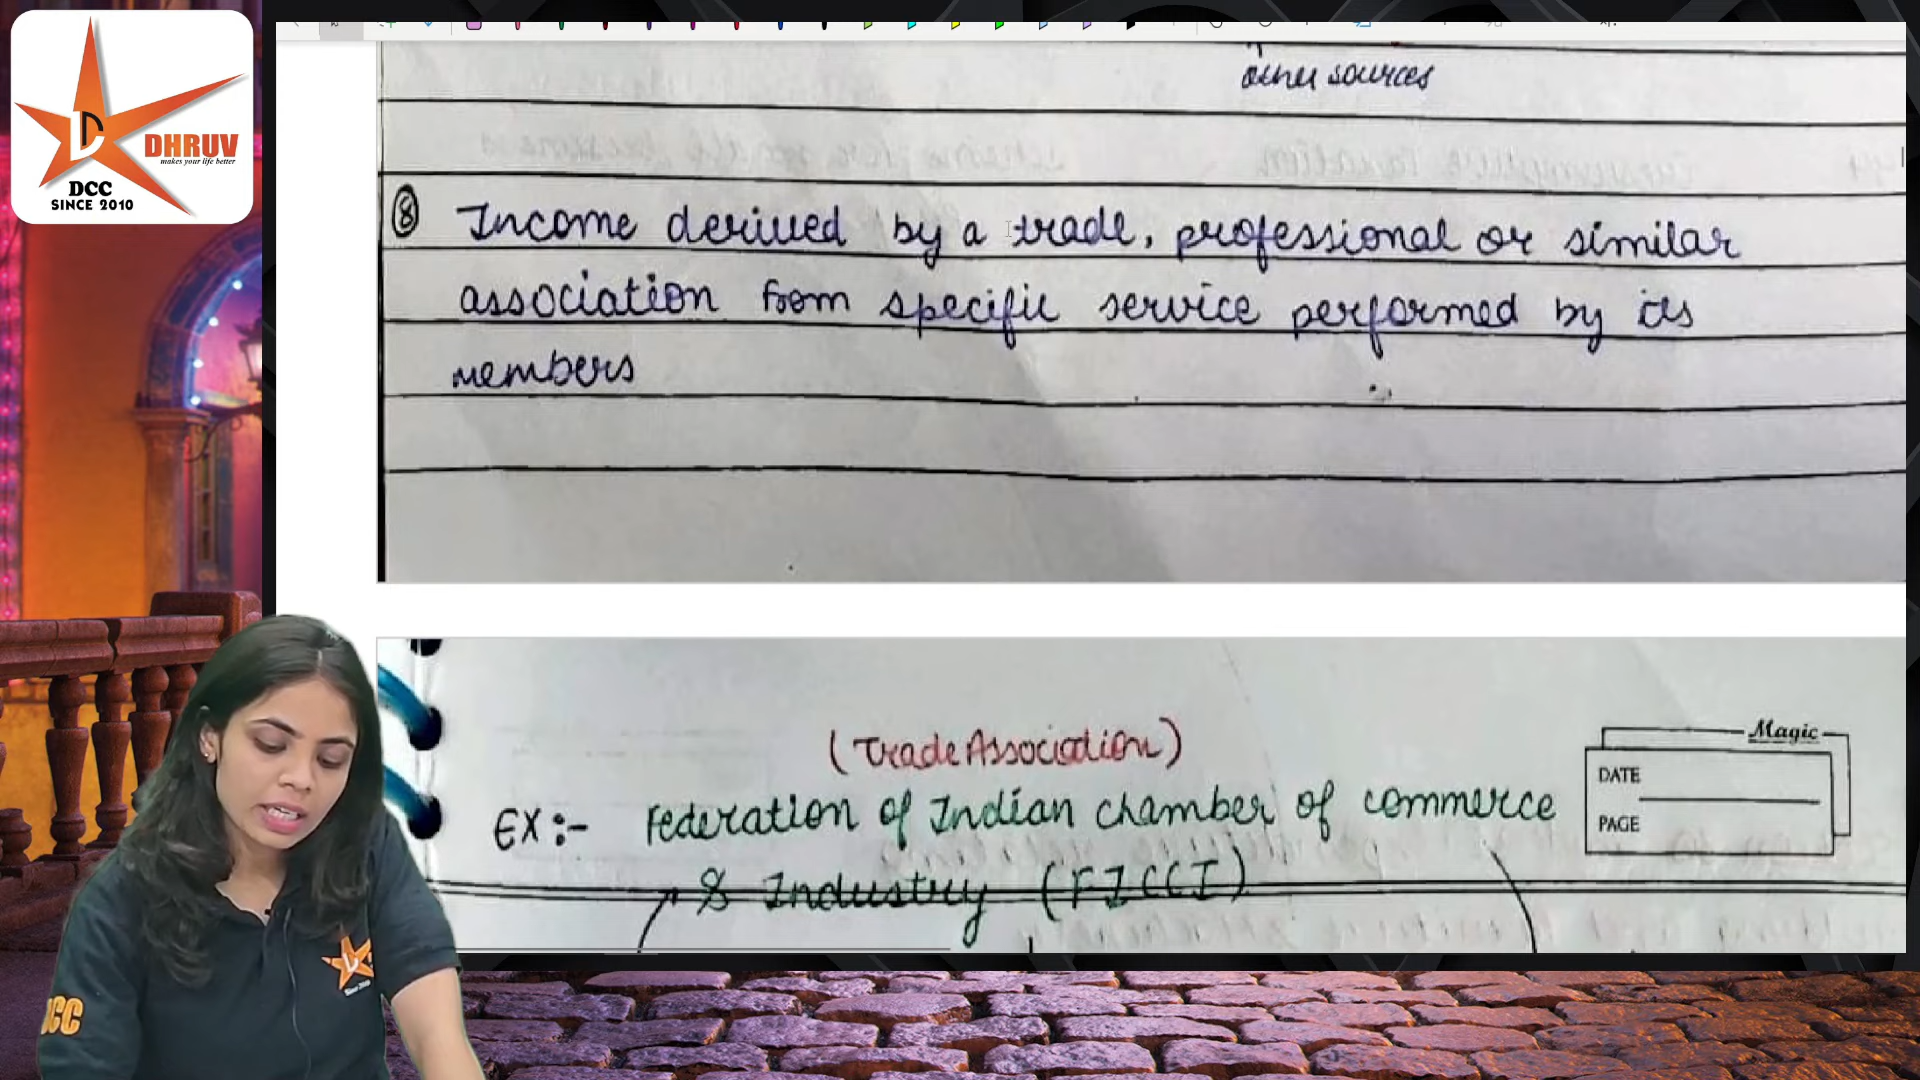 D
DHRUV
makes your life better
DCC
SINCE 2010
other sources
⑧ Income derived by a trade, professional or similar
association from specific service performed by its
members
(Trade Association)
Ex:- Federation of Indian chamber of commerce
& Industry (FICCI)
Magic
DATE
PAGE
DCC